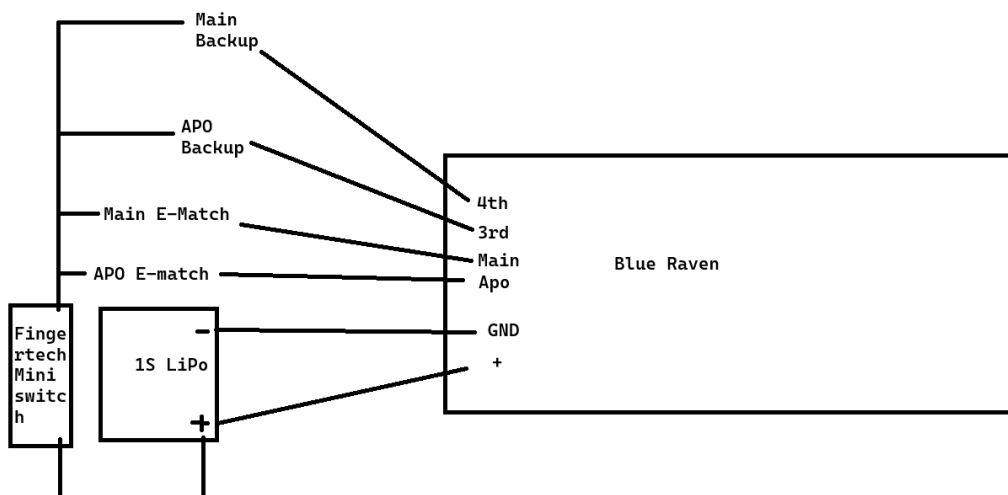 Main
Backup
APO
Backup
4th
3rd
Main E-Match
Main
Blue Raven
APO E-match
Apo
Finge
rtech
Mini
switc
h
-
GND
1S LiPo
+
+